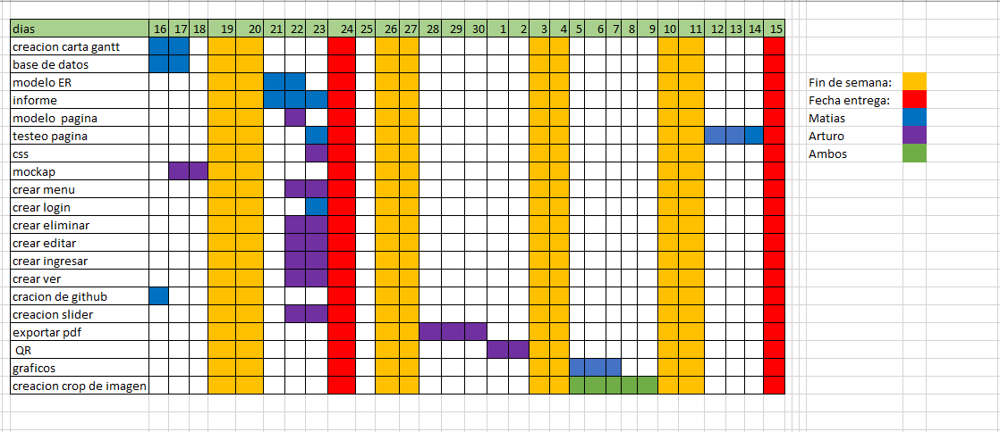 dias 16 17 18 19 20 21 22 23 24 25 26 27 28 29 30 1 2 3 4 5 6 7 8 9 10 11 12 13 14 15
creacion carta gantt
base de datos
modelo ER
Fin de semana:
informe
Fecha entrega:
modelo pagina
Matias
testeo pagina
Arturo
css
Ambos
mockap
crear menu
crear login
crear eliminar
crear editar
crear ingresar
crear ver
cracion de github
creacion slider
exportar pdf
QR
graficos
creacion crop de imagen